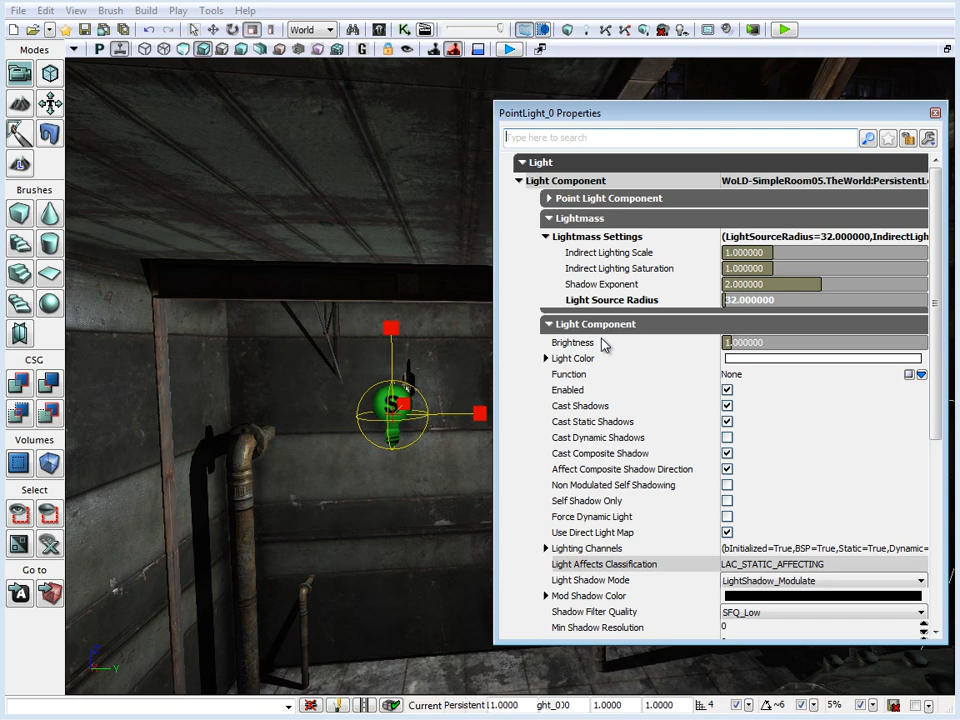 File Edit View Brush Build Play Tools Help
World
Modes
P
G
PointLight_0 Properties
Type here to search
Light
Light Component WoLD-SimpleRoom05.TheWorld:PersistentL
Point Light Component
Lightmass
Lightmass Settings (LightSourceRadius=32.000000,IndirectLigh
Indirect Lighting Scale 1.000000
Indirect Lighting Saturation 1.000000
Shadow Exponent 2.000000
Light Source Radius 32.000000
Light Component
Brightness 1.000000
Light Color
Function None
Enabled
Cast Shadows
Cast Static Shadows
Cast Dynamic Shadows
Cast Composite Shadow
Affect Composite Shadow Direction
Non Modulated Self Shadowing
Self Shadow Only
Force Dynamic Light
Use Direct Light Map
Lighting Channels (bInitialized=True,BSP=True,Static=True,Dynamic=
Light Affects Classification LAC_STATIC_AFFECTING
Light Shadow Mode LightShadow_Modulate
Mod Shadow Color
Shadow Filter Quality SFQ_Low
Min Shadow Resolution 0
Brushes
CSG
Volumes
Select
Go to
S
Z
Y
Current Persistent 1.0000 ght_0 1.0000 1.0000 4 ~6 5%